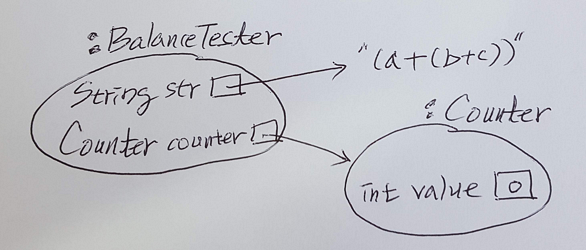 : BalanceTester
String str
"(a+(b+c))"
Counter counter
: Counter
int value 0